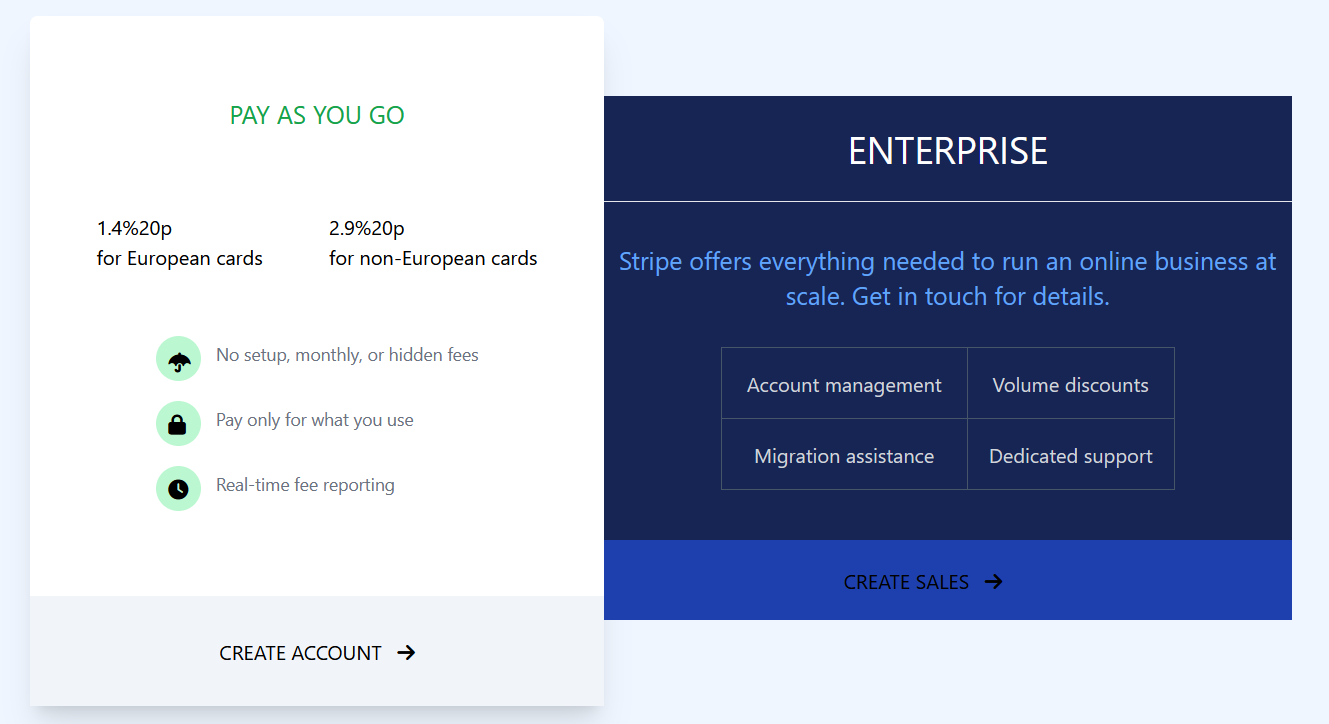 PAY AS YOU GO
1.4%20p
for European cards
2.9%20p
for non-European cards
No setup, monthly, or hidden fees
Pay only for what you use
Real-time fee reporting
CREATE ACCOUNT
ENTERPRISE
Stripe offers everything needed to run an online business at
scale. Get in touch for details.
Account management
Volume discounts
Migration assistance
Dedicated support
CREATE SALES